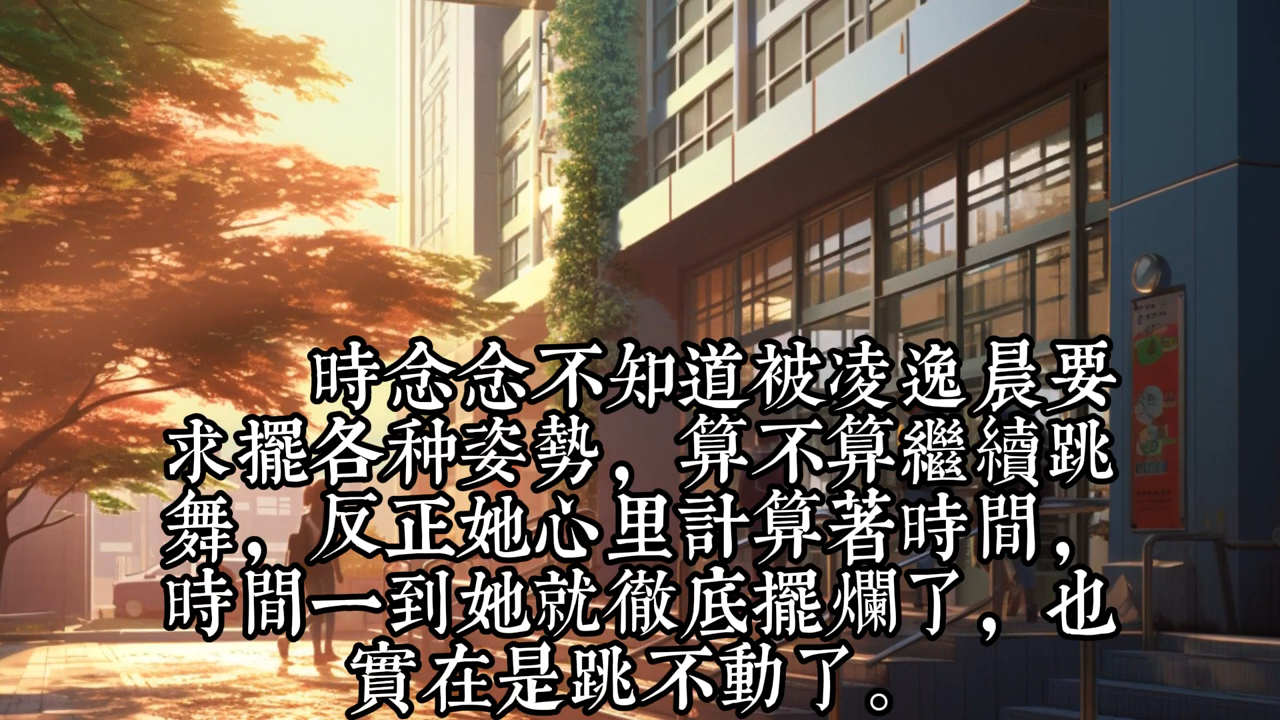 時念念不知道被凌逸晨要
求擺各种姿勢，算不算繼續跳
舞，反正她心里計算著時間，
時間一到她就徹底擺爛了，也
實在是跳不動了。